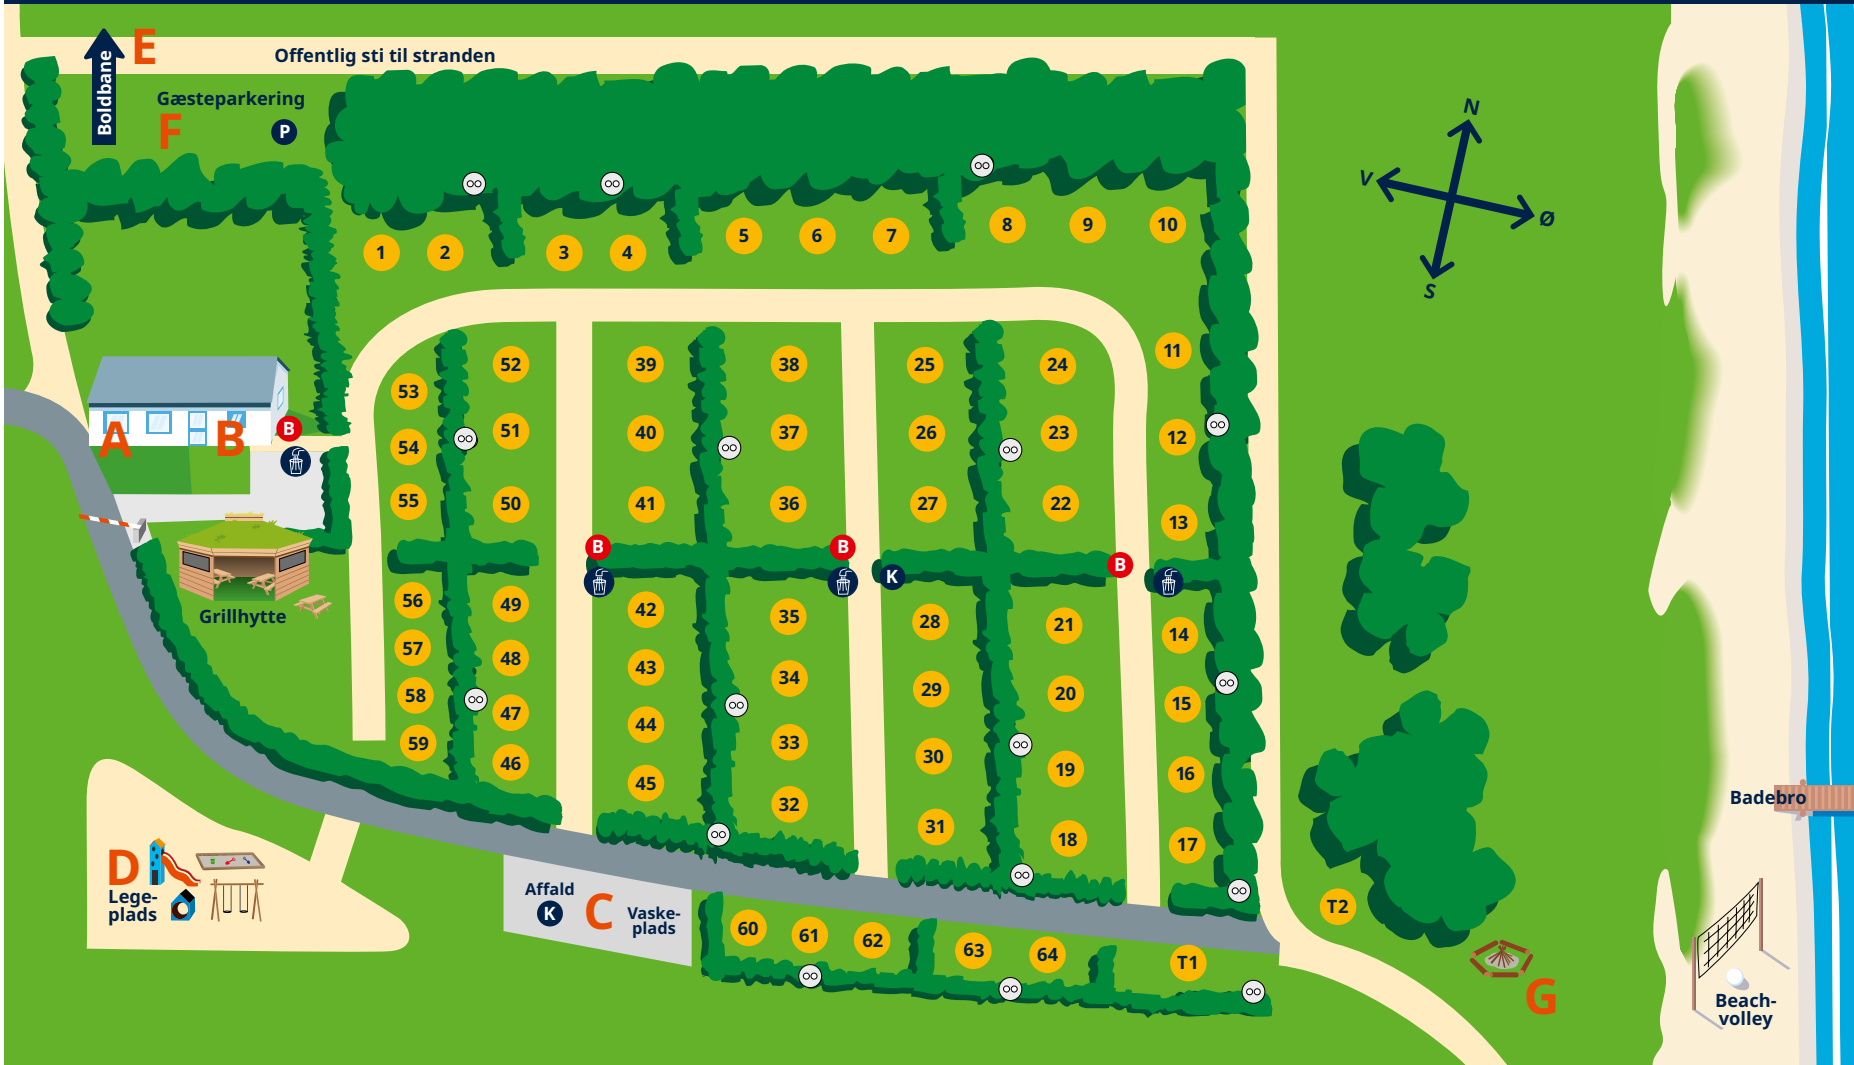 E
Boldbane
Offentlig sti til stranden
Gæsteparkering
F
P
N
V
Ø
S
1
2
3
4
5
6
7
8
9
10
11
12
13
53
52
39
38
25
24
54
51
40
37
26
23
55
50
41
36
27
22
A
B
B
Grillhytte
B
B
K
B
56
49
42
35
28
21
14
57
48
43
34
29
20
15
58
47
44
33
30
19
16
59
46
45
32
31
18
17
D
Lege-
plads
Affald
K
C
Vaske-
plads
60
61
62
63
64
T1
T2
G
Badebro
Beach-
volley